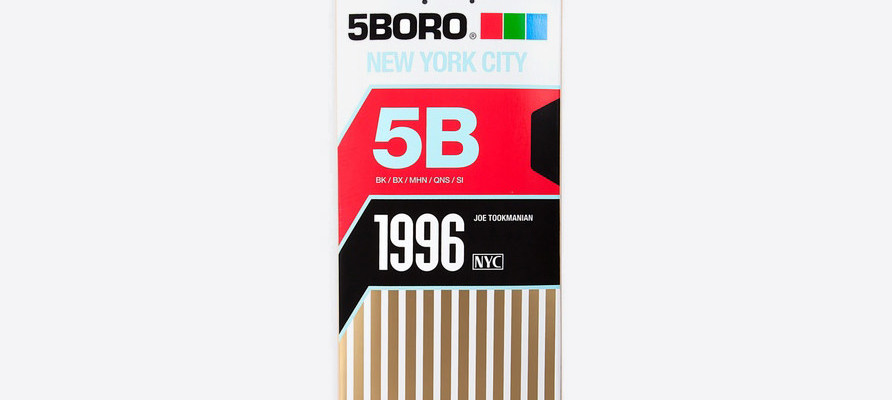 5BORO®
NEW YORK CITY
5B
BK / BX / MHN / QNS / SI
1996
JOE TOOKMANIAN
NYC